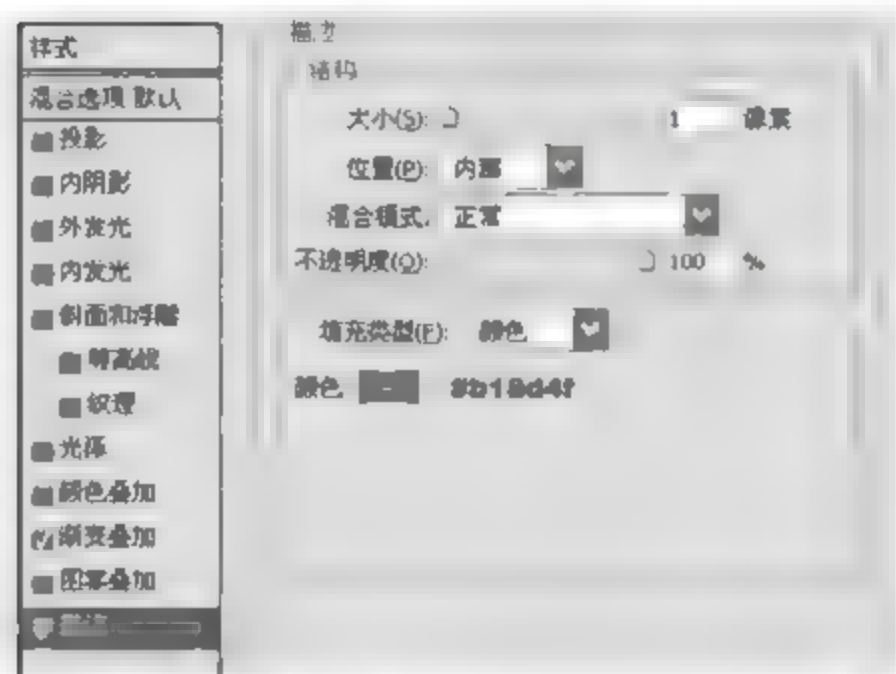 样式
混合选项 默认
投影
内阴影
外发光
内发光
斜面和浮雕
等高线
纹理
光泽
颜色叠加
渐变叠加
图案叠加
描边
描边
结构
大小(S): 1 像素
位置(P): 内部
混合模式: 正常
不透明度(O): 100 %
填充类型(F): 颜色
颜色